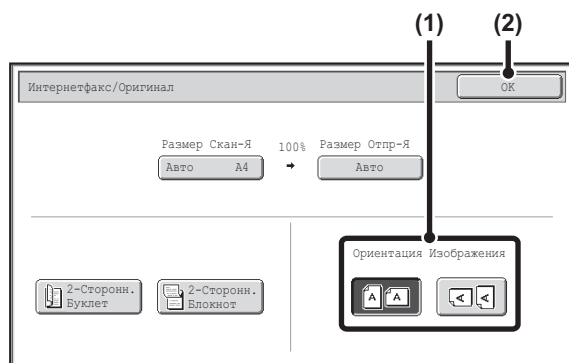 (1) (2)
Интернетфакс/Оригинал OK
Размер Скан-Я 100% Размер Отпр-Я
Авто A4 Авто
Ориентация Изображения
2-Сторонн. 2-Сторонн.
Буклет Блокнот
A A A A